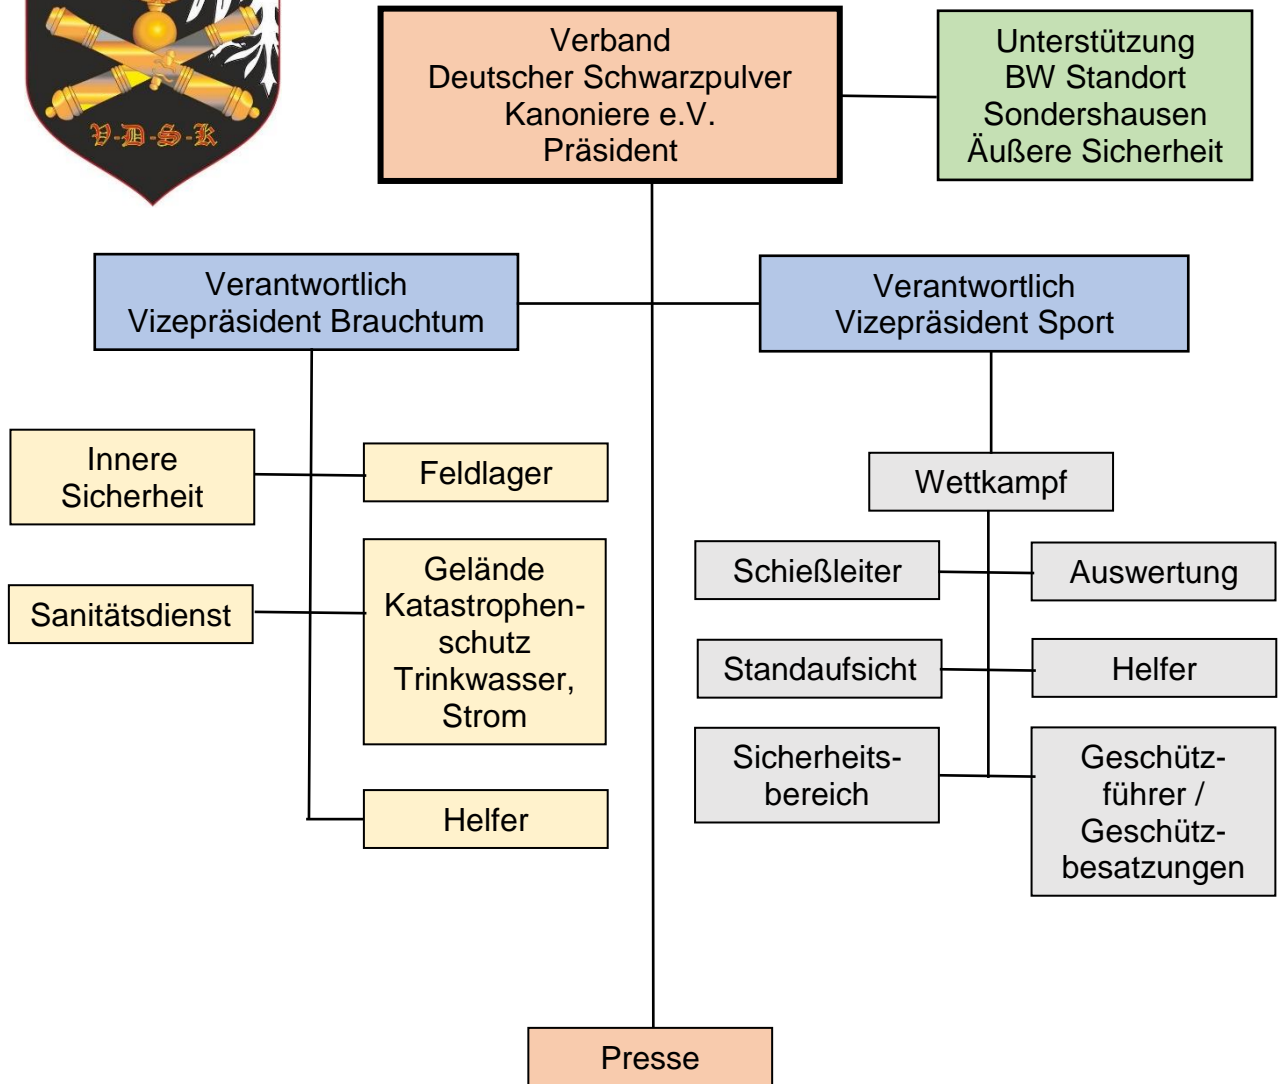 V-D-S-K
Verband
Deutscher Schwarzpulver
Kanoniere e.V.
Präsident
Unterstützung
BW Standort
Sondershausen
Äußere Sicherheit
Verantwortlich
Vizepräsident Brauchtum
Verantwortlich
Vizepräsident Sport
Innere
Sicherheit
Feldlager
Sanitätsdienst
Gelände
Katastrophen-
schutz
Trinkwasser,
Strom
Helfer
Wettkampf
Schießleiter
Auswertung
Standaufsicht
Helfer
Sicherheits-
bereich
Geschütz-
führer /
Geschütz-
besatzungen
Presse